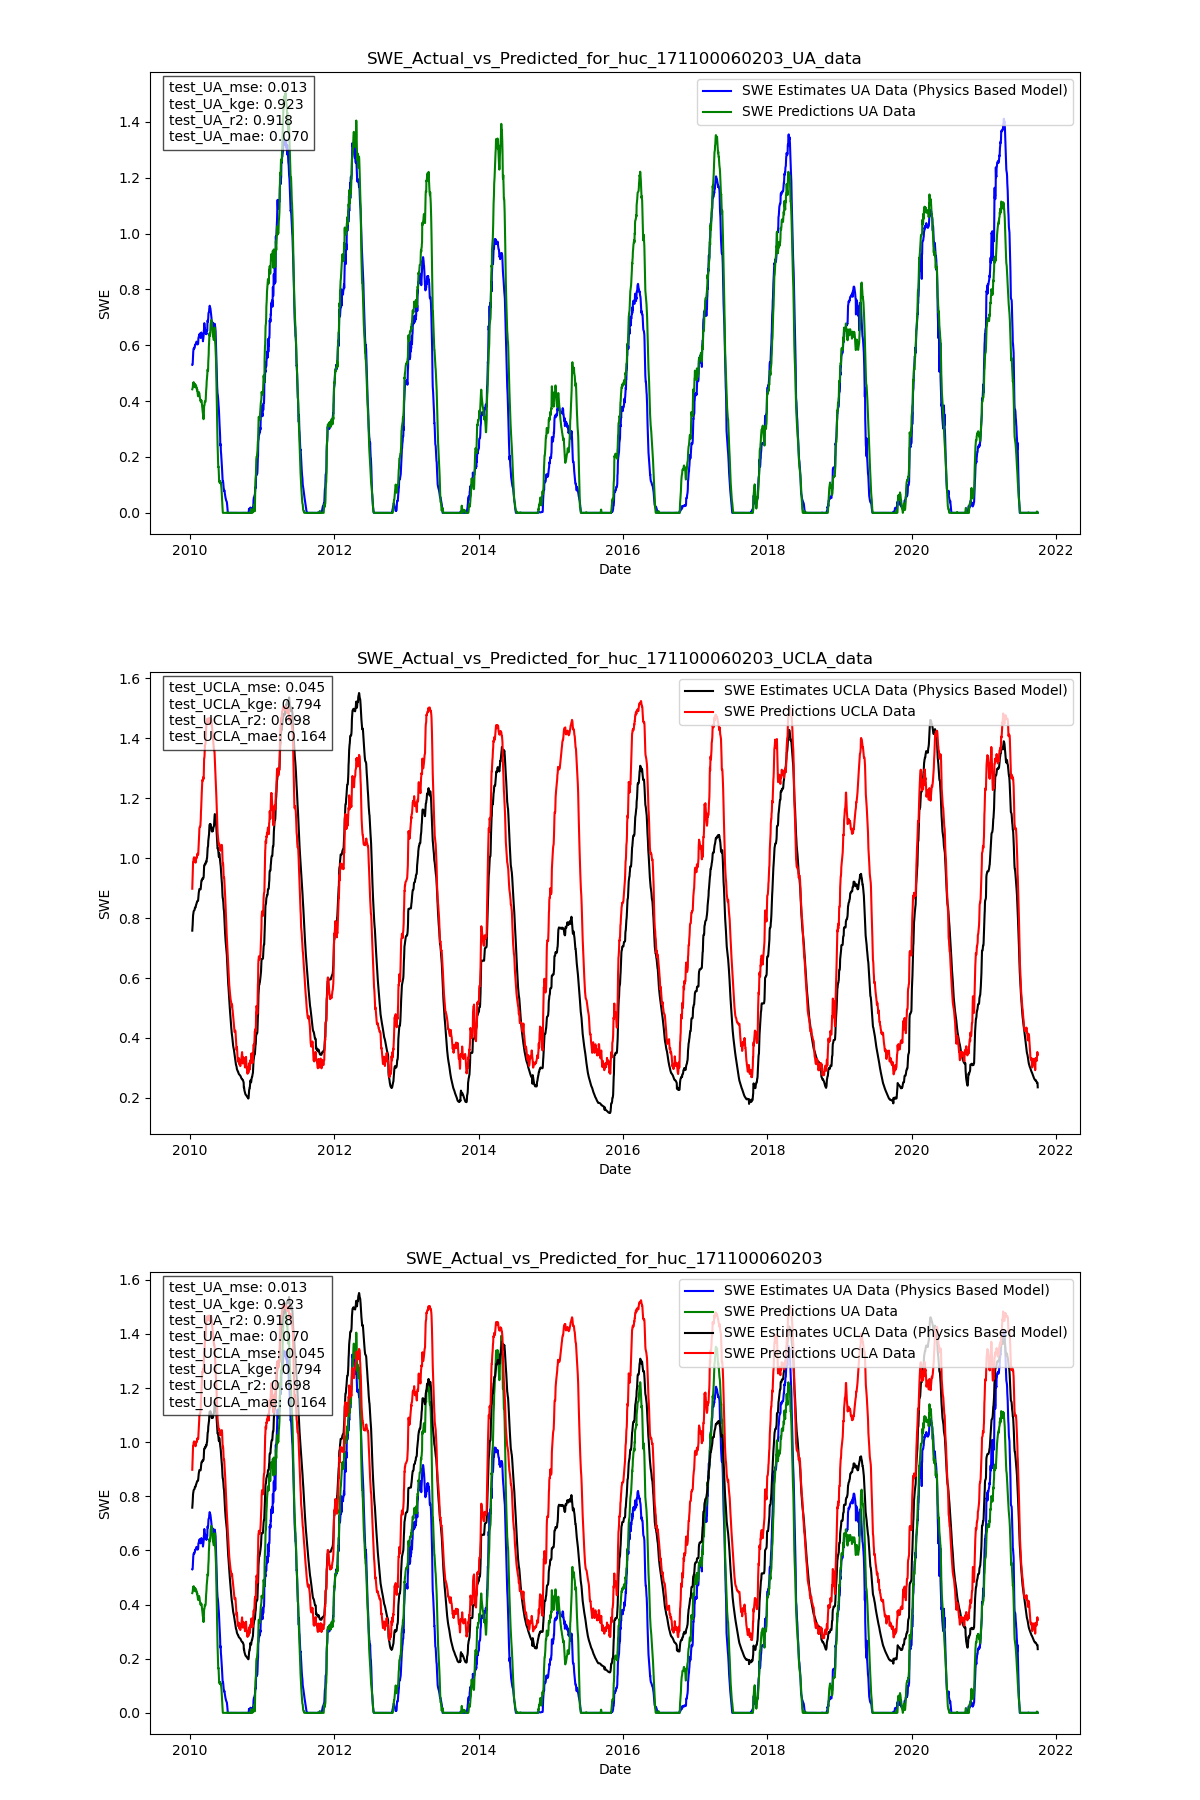 SWE_Actual_vs_Predicted_for_huc_171100060203_UA_data
test_UA_mse: 0.013
test_UA_kge: 0.923
test_UA_r2: 0.918
test_UA_mae: 0.070
SWE Estimates UA Data (Physics Based Model)
SWE Predictions UA Data
1.4
1.2
1.0
0.8
0.6
0.4
0.2
0.0
SWE
2010 2012 2014 2016 2018 2020 2022
Date
SWE_Actual_vs_Predicted_for_huc_171100060203_UCLA_data
test_UCLA_mse: 0.045
test_UCLA_kge: 0.794
test_UCLA_r2: 0.698
test_UCLA_mae: 0.164
SWE Estimates UCLA Data (Physics Based Model)
SWE Predictions UCLA Data
1.6
1.4
1.2
1.0
0.8
0.6
0.4
0.2
SWE
2010 2012 2014 2016 2018 2020 2022
Date
SWE_Actual_vs_Predicted_for_huc_171100060203
test_UA_mse: 0.013
test_UA_kge: 0.923
test_UA_r2: 0.918
test_UA_mae: 0.070
test_UCLA_mse: 0.045
test_UCLA_kge: 0.794
test_UCLA_r2: 0.698
test_UCLA_mae: 0.164
SWE Estimates UA Data (Physics Based Model)
SWE Predictions UA Data
SWE Estimates UCLA Data (Physics Based Model)
SWE Predictions UCLA Data
1.6
1.4
1.2
1.0
0.8
0.6
0.4
0.2
0.0
SWE
2010 2012 2014 2016 2018 2020 2022
Date